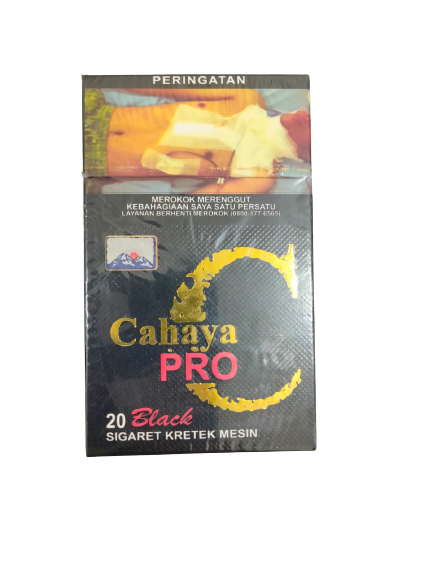 PERINGATAN
MEROKOK MERENGGUT
KEBAHAGIAAN SAYA SATU PERSATU
LAYANAN BERHENTI MEROKOK (0800-177-6565)
C
Cahaya
PRO
20 Black
SIGARET KRETEK MESIN